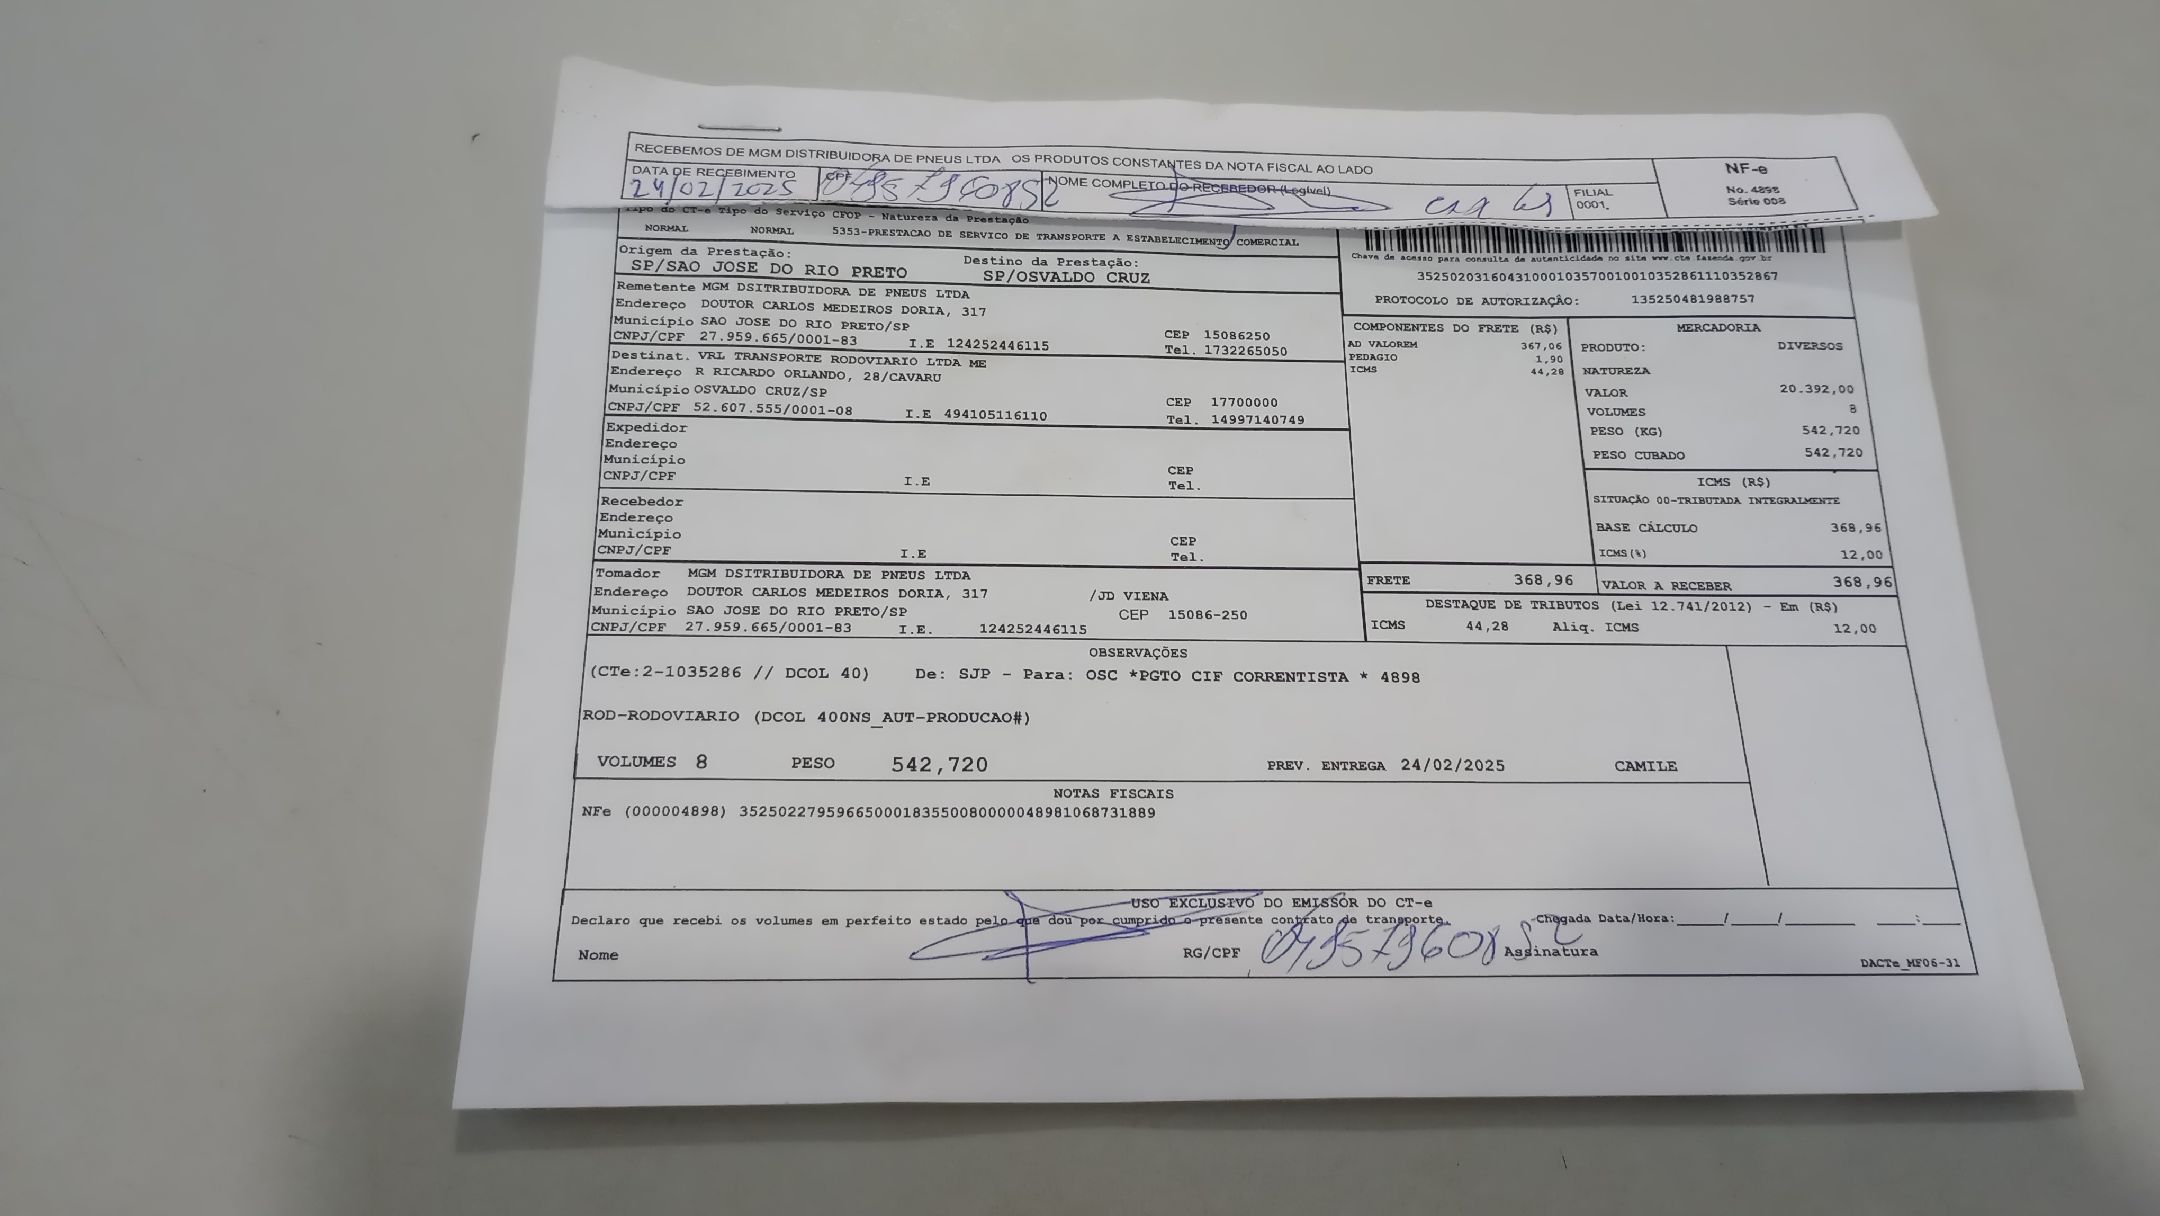 RECEBEMOS DE MGM DISTRIBUIDORA DE PNEUS LTDA OS PRODUTOS CONSTANTES DA NOTA FISCAL AO LADO
DATA DE RECEBIMENTO
24/02/2025
CPF
NOME COMPLETO DO RECEBEDOR (Legível)
FILIAL
0001.
NF-e
No. 4898
Série 008
Tipo do CT-e Tipo do Serviço CFOP - Natureza da Prestação
NORMAL NORMAL 5353-PRESTACAO DE SERVICO DE TRANSPORTE A ESTABELECIMENTO COMERCIAL
Origem da Prestação: Destino da Prestação:
SP/SAO JOSE DO RIO PRETO SP/OSVALDO CRUZ
Chave de acesso para consulta de autenticidade no site www.cte fazenda.gov br
35250203160431000103570010010352861110352867
PROTOCOLO DE AUTORIZAÇÃO: 135250481988757
Remetente MGM DSITRIBUIDORA DE PNEUS LTDA
Endereço DOUTOR CARLOS MEDEIROS DORIA, 317
Município SAO JOSE DO RIO PRETO/SP CEP 15086250
CNPJ/CPF 27.959.665/0001-83 I.E 124252446115 Tel. 1732265050
Destinat. VRL TRANSPORTE RODOVIARIO LTDA ME
Endereço R RICARDO ORLANDO, 28/CAVARU
Município OSVALDO CRUZ/SP CEP 17700000
CNPJ/CPF 52.607.555/0001-08 I.E 494105116110 Tel. 14997140749
Expedidor
Endereço
Município CEP
CNPJ/CPF I.E Tel.
Recebedor
Endereço
Município CEP
CNPJ/CPF I.E Tel.
Tomador MGM DSITRIBUIDORA DE PNEUS LTDA
Endereço DOUTOR CARLOS MEDEIROS DORIA, 317 /JD VIENA
Município SAO JOSE DO RIO PRETO/SP CEP 15086-250
CNPJ/CPF 27.959.665/0001-83 I.E. 124252446115
COMPONENTES DO FRETE (R$)
AD VALOREM 367,06
PEDAGIO 1,90
ICMS 44,28
MERCADORIA
PRODUTO: DIVERSOS
NATUREZA
VALOR 20.392,00
VOLUMES 8
PESO (KG) 542,720
PESO CUBADO 542,720
ICMS (R$)
SITUAÇÃO 00-TRIBUTADA INTEGRALMENTE
BASE CÁLCULO 368,96
ICMS(%) 12,00
FRETE 368,96 VALOR A RECEBER 368,96
DESTAQUE DE TRIBUTOS (Lei 12.741/2012) - Em (R$)
ICMS 44,28 Aliq. ICMS 12,00
OBSERVAÇÕES
(CTe:2-1035286 // DCOL 40) De: SJP - Para: OSC *PGTO CIF CORRENTISTA * 4898
ROD-RODOVIARIO (DCOL 400NS_AUT-PRODUCAO#)
VOLUMES 8 PESO 542,720 PREV. ENTREGA 24/02/2025 CAMILE
NOTAS FISCAIS
NFe (000004898) 35250227959665000183550080000048981068731889
USO EXCLUSIVO DO EMISSOR DO CT-e
Declaro que recebi os volumes em perfeito estado pelo que dou por cumprido o presente contrato de transporte. Chegada Data/Hora:____/____/______ ___:___
Nome RG/CPF Assinatura
DACTe_MF06-31